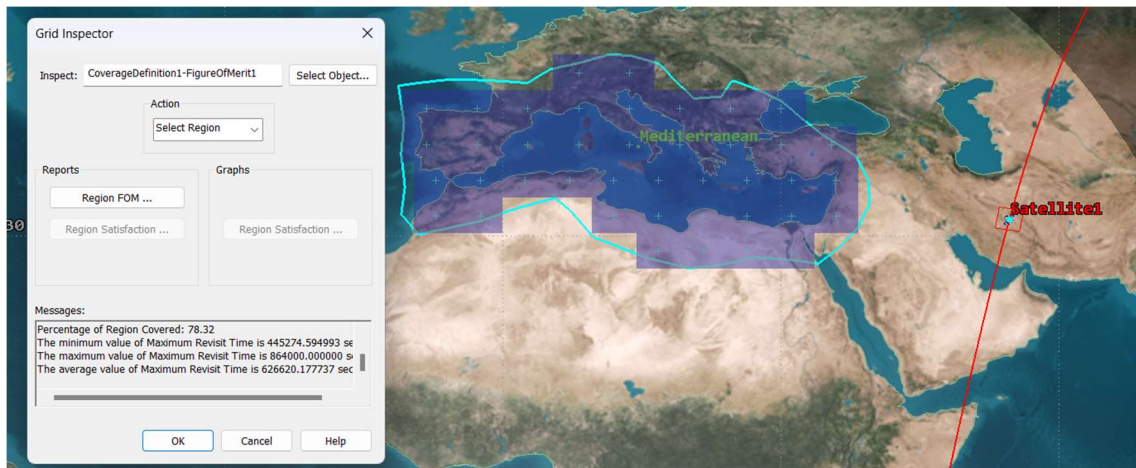 Grid Inspector
Inspect: CoverageDefinition1-FigureOfMerit1 Select Object...
Action
Select Region
Reports Graphs
Region FOM ...
Region Satisfaction ... Region Satisfaction ...
Messages:
Percentage of Region Covered: 78.32
The minimum value of Maximum Revisit Time is 445274.594993 se
The maximum value of Maximum Revisit Time is 864000.000000 se
The average value of Maximum Revisit Time is 626620.177737 sec
OK Cancel Help
30
Mediterranean
Satellite1